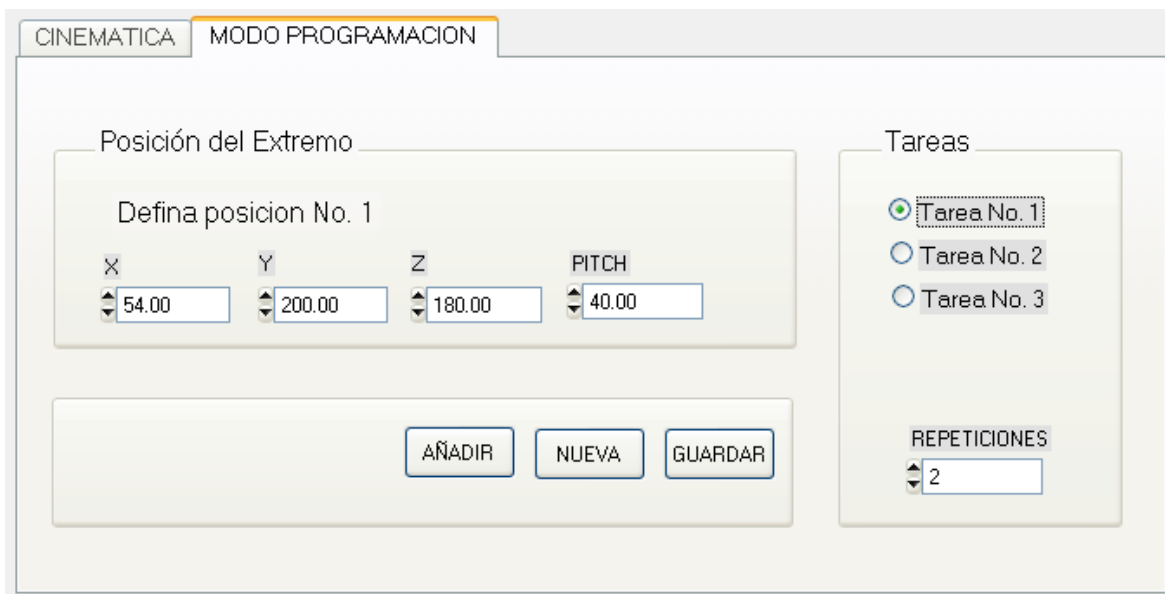 CINEMATICA
MODO PROGRAMACION
Posición del Extremo
Defina posicion No. 1
X Y Z PITCH
54.00 200.00 180.00 40.00
AÑADIR NUEVA GUARDAR
Tareas
Tarea No. 1
Tarea No. 2
Tarea No. 3
REPETICIONES
2